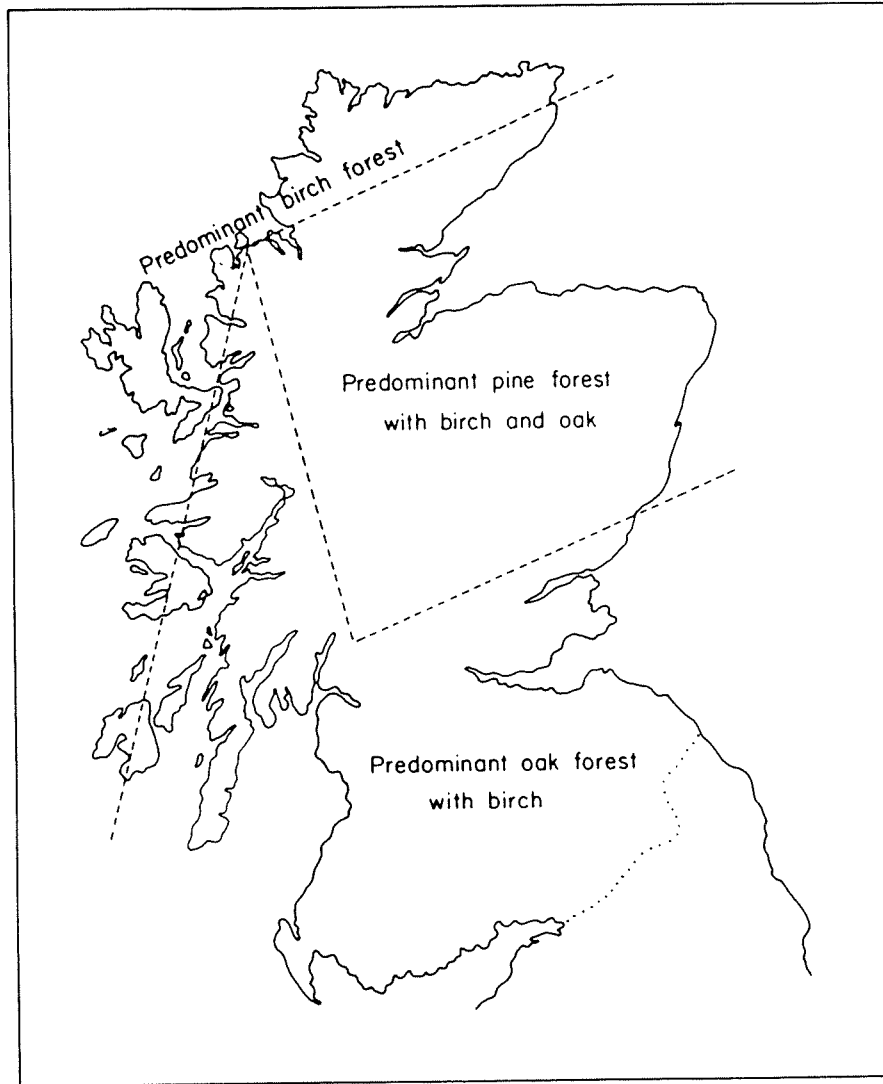 Predominant birch forest
Predominant pine forest
with birch and oak
Predominant oak forest
with birch